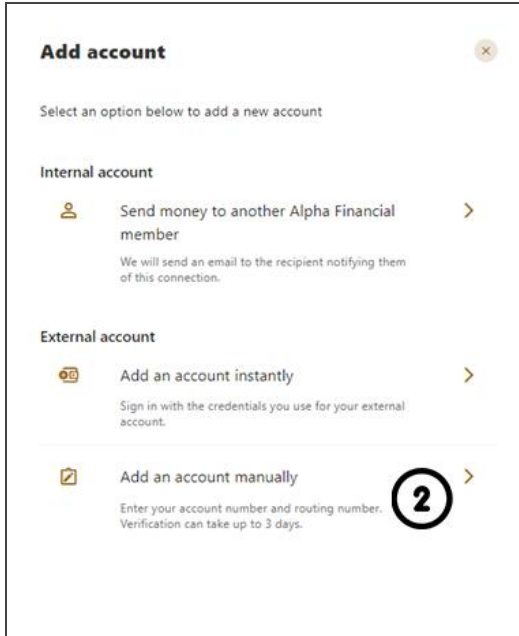 Add account
Select an option below to add a new account
Internal account
Send money to another Alpha Financial
member
We will send an email to the recipient notifying them
of this connection.
External account
Add an account instantly
Sign in with the credentials you use for your external
account.
Add an account manually
Enter your account number and routing number.
Verification can take up to 3 days.
2